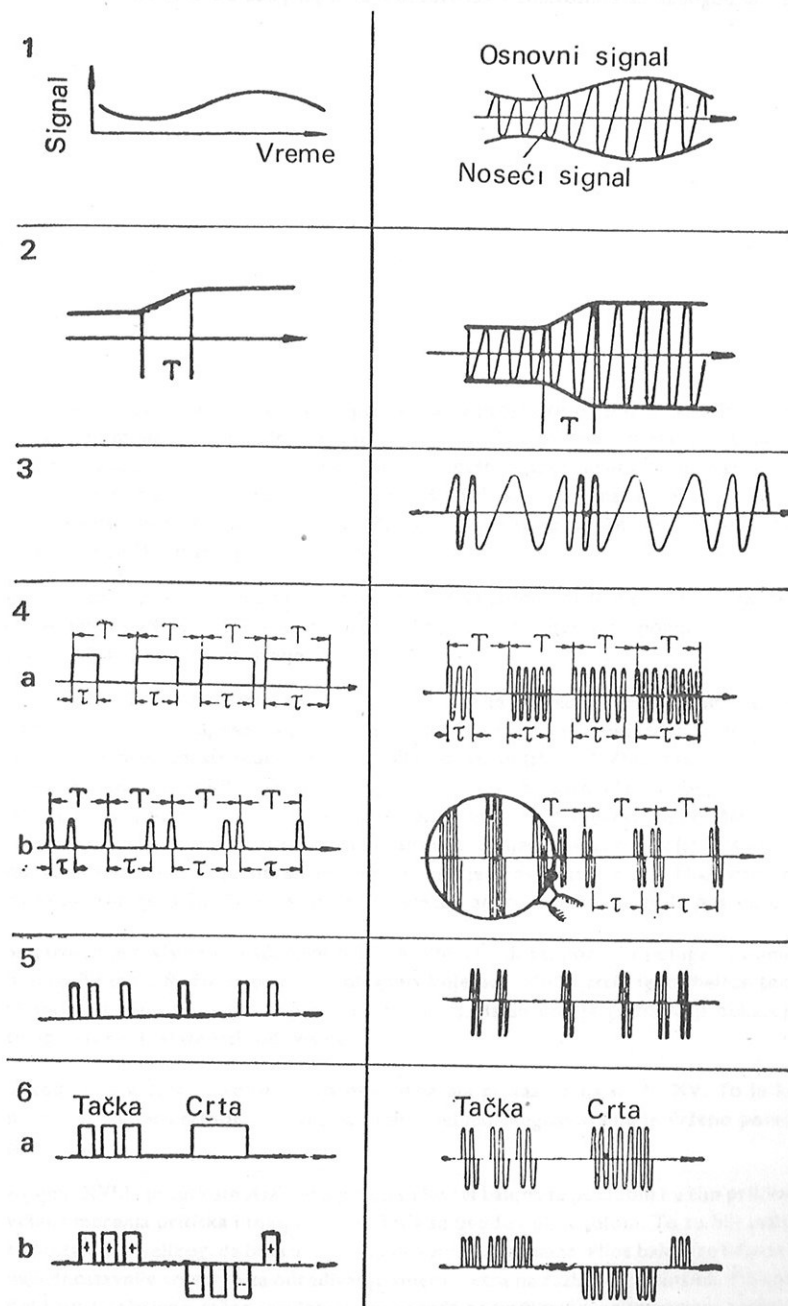 1
Signal
Vreme
Osnovni signal
Noseći signal
2
T
T
3
4
T T T T
a
τ τ τ τ
T T T T
τ τ τ τ
T T T T
b
τ τ τ τ
T T T
τ τ
5
6
Tačka Crta
a
Tačka Crta
b
+ + + +
- - -